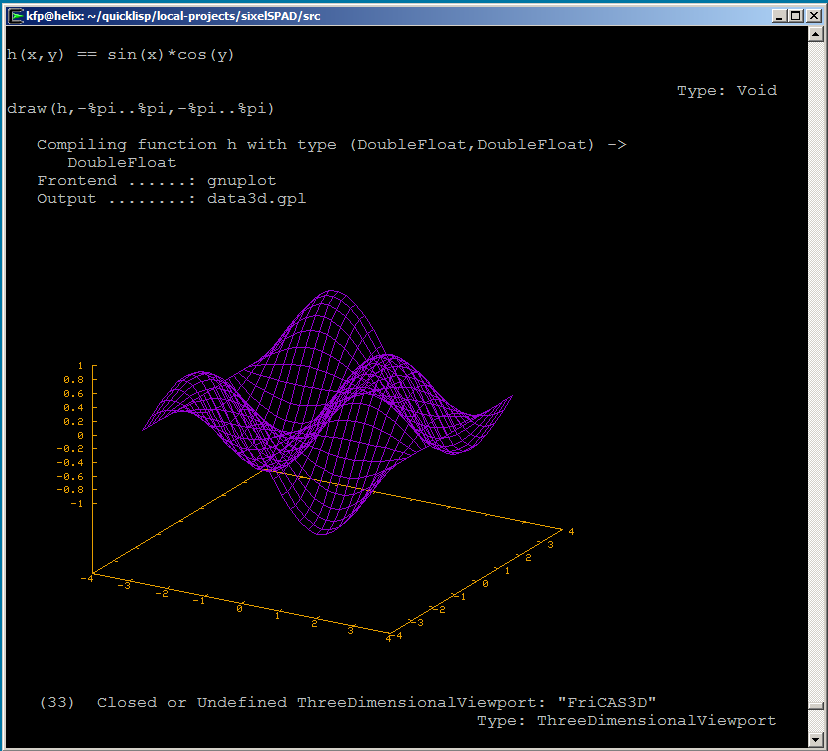 kfp@helix: ~/quicklisp/local-projects/sixelSPAD/src
h(x,y) == sin(x)*cos(y)
Type: Void
draw(h,-%pi..%pi,-%pi..%pi)
Compiling function h with type (DoubleFloat,DoubleFloat) ->
DoubleFloat
Frontend ......: gnuplot
Output ........: data3d.gpl
1
0.8
0.6
0.4
0.2
0
-0.2
-0.4
-0.6
-0.8
-1
-4
-3
-2
-1
0
1
2
3
4
-4
-3
-2
-1
0
1
2
3
4
(33) Closed or Undefined ThreeDimensionalViewport: "FriCAS3D"
Type: ThreeDimensionalViewport